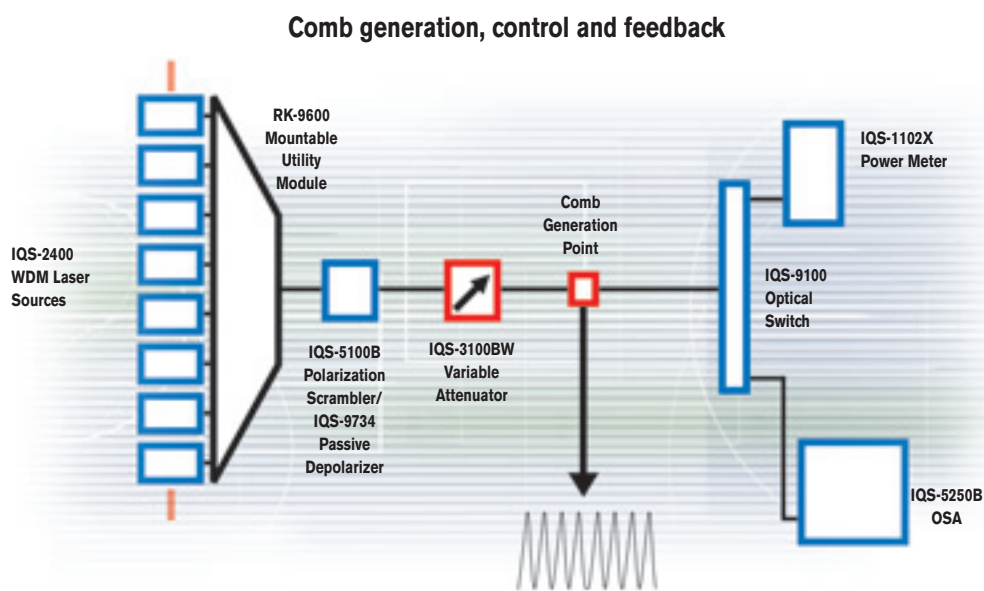 Comb generation, control and feedback
RK-9600
Mountable
Utility
Module
IQS-1102X
Power Meter
Comb
Generation
Point
IQS-2400
WDM Laser
Sources
IQS-9100
Optical
Switch
IQS-5100B
Polarization
Scrambler/
IQS-9734
Passive
Depolarizer
IQS-3100BW
Variable
Attenuator
IQS-5250B
OSA